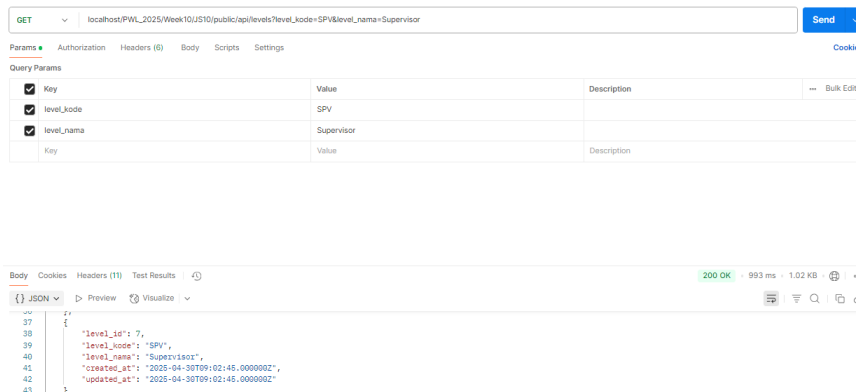 GET localhost/PWL_2025/Week10/JS10/public/api/levels?level_kode=SPV&level_nama=Supervisor Send
Params Authorization Headers (6) Body Scripts Settings Cookie
Query Params
Key Value Description Bulk Edit
level_kode SPV
level_nama Supervisor
Key Value Description
Body Cookies Headers (11) Test Results 200 OK 993 ms 1.02 KB
{} JSON Preview Visualize
36 },
37 {
38 "level_id": 7,
39 "level_kode": "SPV",
40 "level_nama": "Supervisor",
41 "created_at": "2025-04-30T09:02:45.000000Z",
42 "updated_at": "2025-04-30T09:02:45.000000Z"
43 }